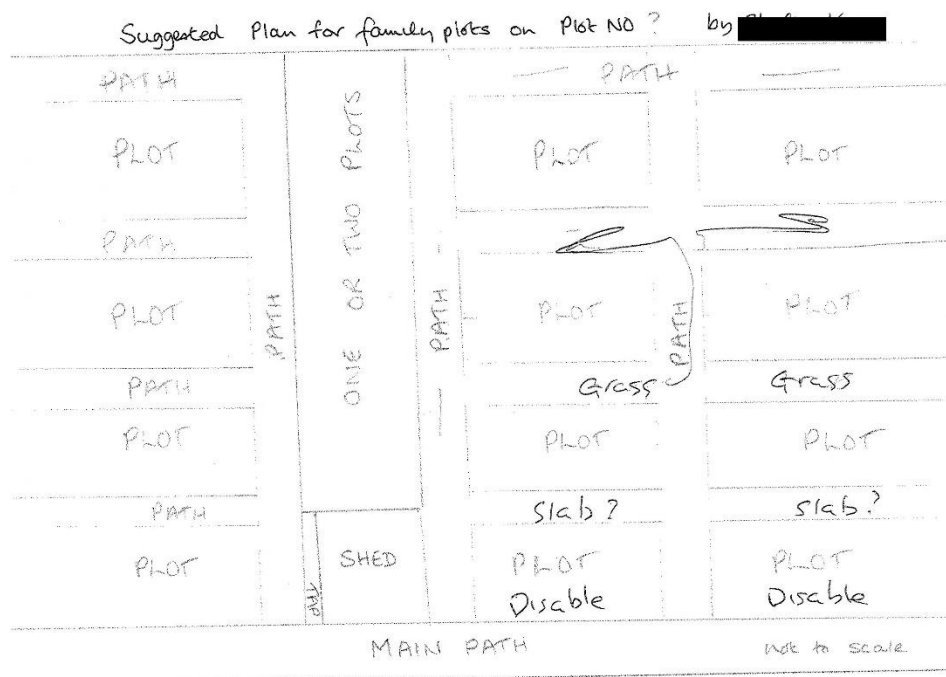 Suggested Plan for family plots on Plot NO ? by
PATH
PATH
PLOT
ONE OR TWO PLOTS
PLOT
PLOT
PATH
PLOT
PATH
PATH
PLOT
PATH
PLOT
PATH
Grass
Grass
PLOT
PLOT
PLOT
PATH
Slab?
Slab?
PLOT
SHED
PLOT
PLOT
Disable
Disable
MAIN PATH
not to scale